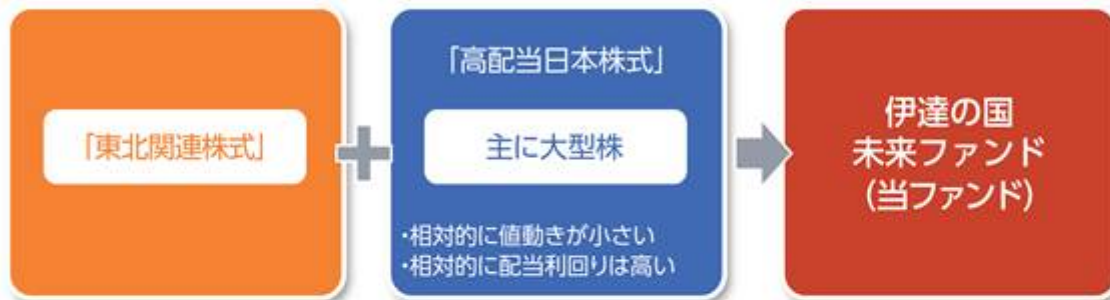 「東北関連株式」
+
「高配当日本株式」
主に大型株
・相対的に値動きが小さい
・相対的に配当利回りは高い
伊達の国
未来ファンド
(当ファンド)